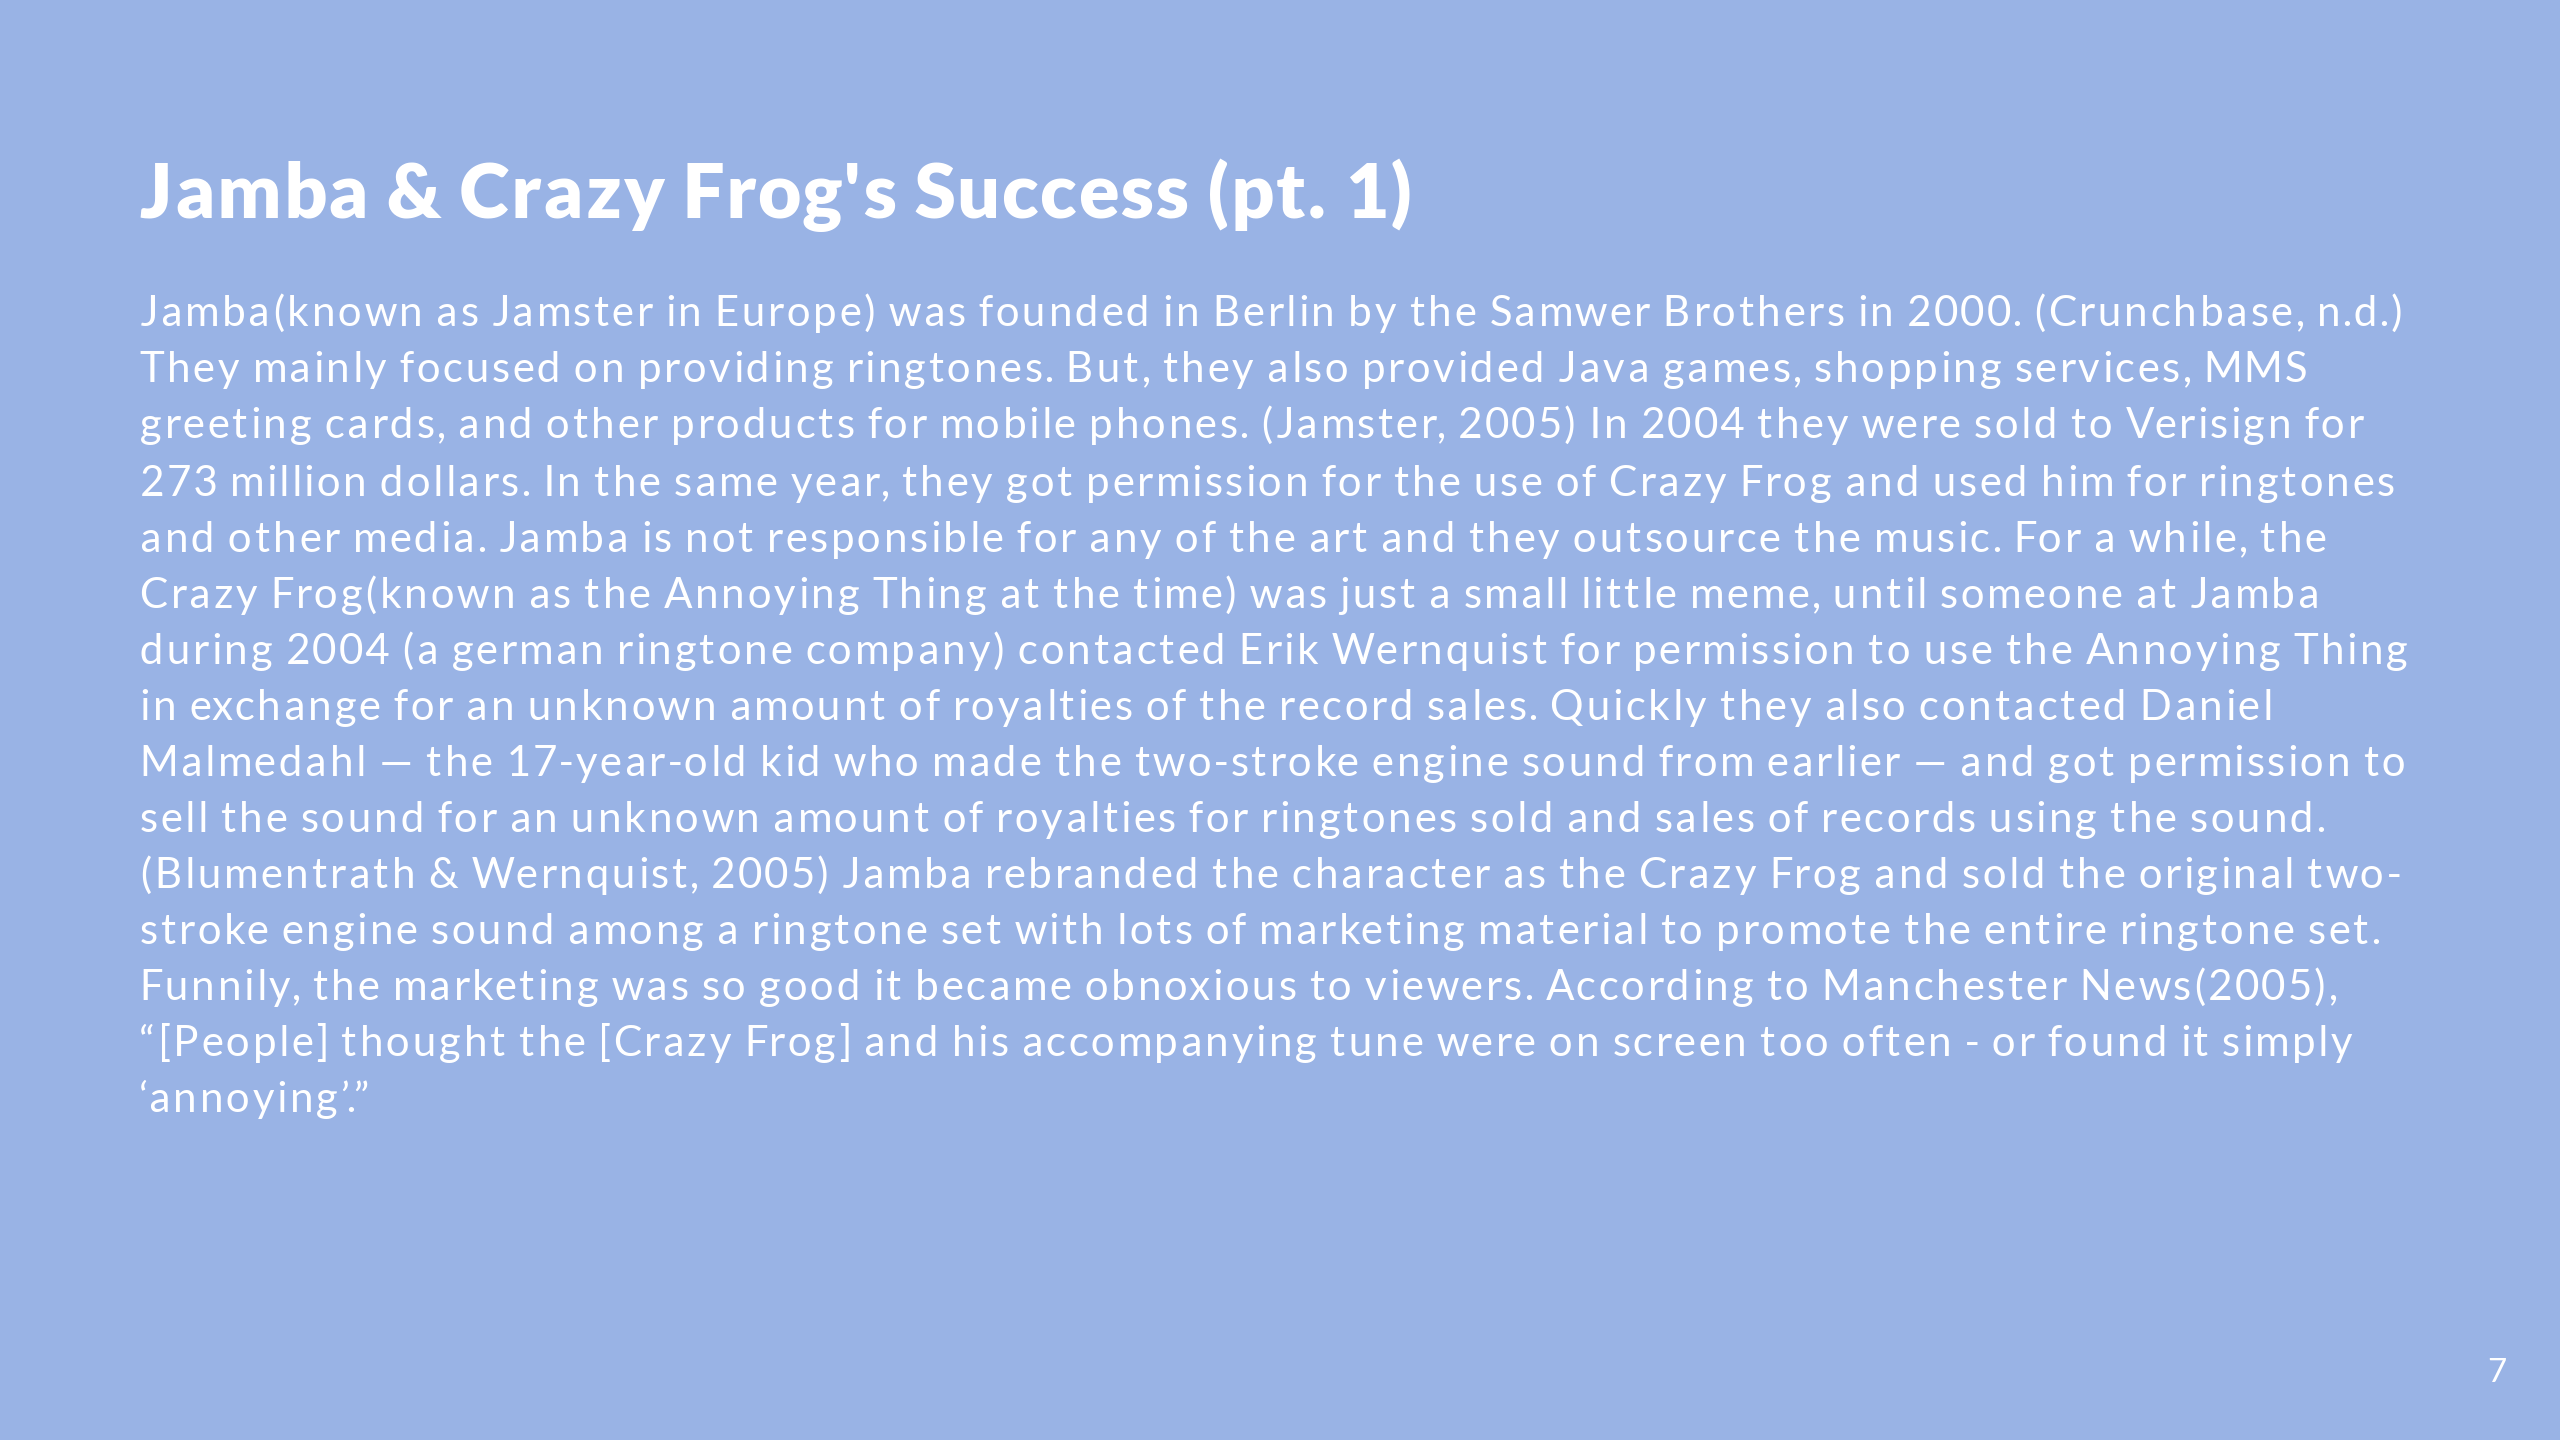 Jamba & Crazy Frog's Success (pt. 1)
Jamba(known as Jamster in Europe) was founded in Berlin by the Samwer Brothers in 2000. (Crunchbase, n.d.)
They mainly focused on providing ringtones. But, they also provided Java games, shopping services, MMS
greeting cards, and other products for mobile phones. (Jamster, 2005) In 2004 they were sold to Verisign for
273 million dollars. In the same year, they got permission for the use of Crazy Frog and used him for ringtones
and other media. Jamba is not responsible for any of the art and they outsource the music. For a while, the
Crazy Frog(known as the Annoying Thing at the time) was just a small little meme, until someone at Jamba
during 2004 (a german ringtone company) contacted Erik Wernquist for permission to use the Annoying Thing
in exchange for an unknown amount of royalties of the record sales. Quickly they also contacted Daniel
Malmedahl — the 17-year-old kid who made the two-stroke engine sound from earlier — and got permission to
sell the sound for an unknown amount of royalties for ringtones sold and sales of records using the sound.
(Blumentrath & Wernquist, 2005) Jamba rebranded the character as the Crazy Frog and sold the original two-
stroke engine sound among a ringtone set with lots of marketing material to promote the entire ringtone set.
Funnily, the marketing was so good it became obnoxious to viewers. According to Manchester News(2005),
“[People] thought the [Crazy Frog] and his accompanying tune were on screen too often - or found it simply
‘annoying’.”
7